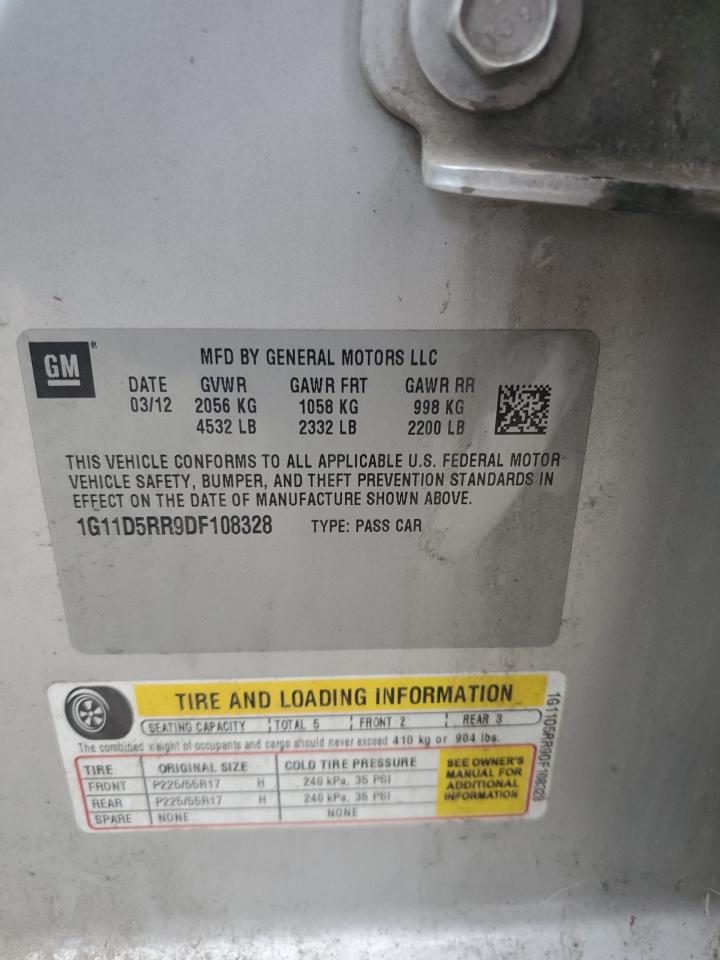 GM
MFD BY GENERAL MOTORS LLC
DATE GVWR GAWR FRT GAWR RR
03/12 2056 KG 1058 KG 998 KG
4532 LB 2332 LB 2200 LB
THIS VEHICLE CONFORMS TO ALL APPLICABLE U.S. FEDERAL MOTOR
VEHICLE SAFETY, BUMPER, AND THEFT PREVENTION STANDARDS IN
EFFECT ON THE DATE OF MANUFACTURE SHOWN ABOVE.
1G11D5RR9DF108328 TYPE: PASS CAR
TIRE AND LOADING INFORMATION
SEATING CAPACITY TOTAL 5 FRONT 2 REAR 3
The combined weight of occupants and cargo should never exceed 410 kg or 904 lbs.
TIRE ORIGINAL SIZE COLD TIRE PRESSURE
FRONT P225/55R17 H 240 kPa, 35 PSI
REAR P225/55R17 H 240 kPa, 35 PSI
SPARE NONE NONE
SEE OWNER'S
MANUAL FOR
ADDITIONAL
INFORMATION
1G11D5RR9DF108328